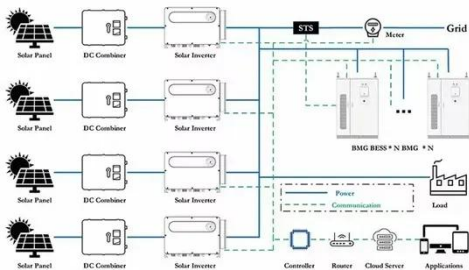 STS
Meter
Grid
Solar Panel
DC Combiner
Solar Inverter
Solar Panel
DC Combiner
Solar Inverter
BMG BESS * N BMG * N
Solar Panel
DC Combiner
Solar Inverter
Load
Power
Communication
Solar Panel
DC Combiner
Solar Inverter
Controller
Router
Cloud Server
Applications